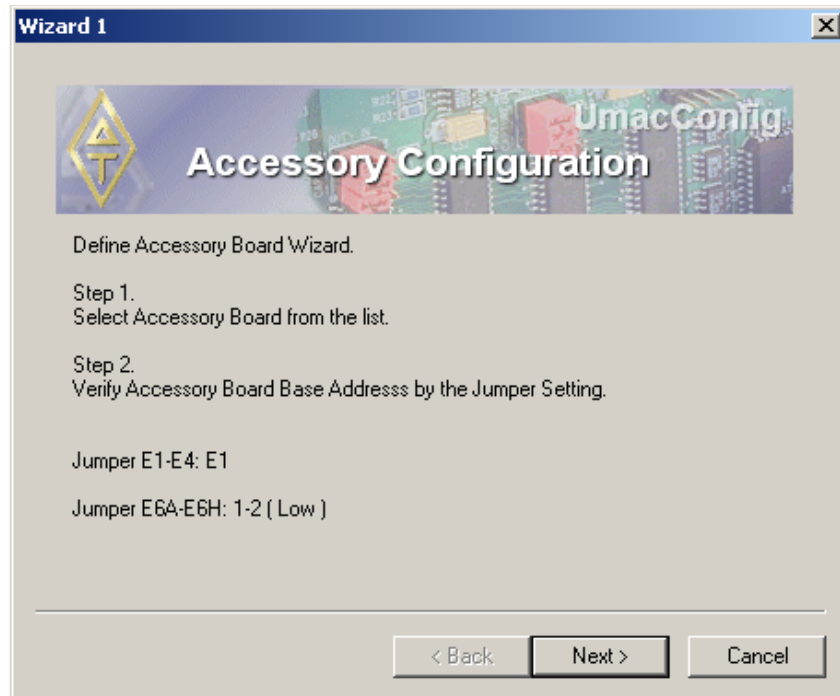 Wizard 1
UmacConfig
Accessory Configuration
Define Accessory Board Wizard.
Step 1.
Select Accessory Board from the list.
Step 2.
Verify Accessory Board Base Addresss by the Jumper Setting.
Jumper E1-E4: E1
Jumper E6A-E6H: 1-2 ( Low )
< Back
Next >
Cancel